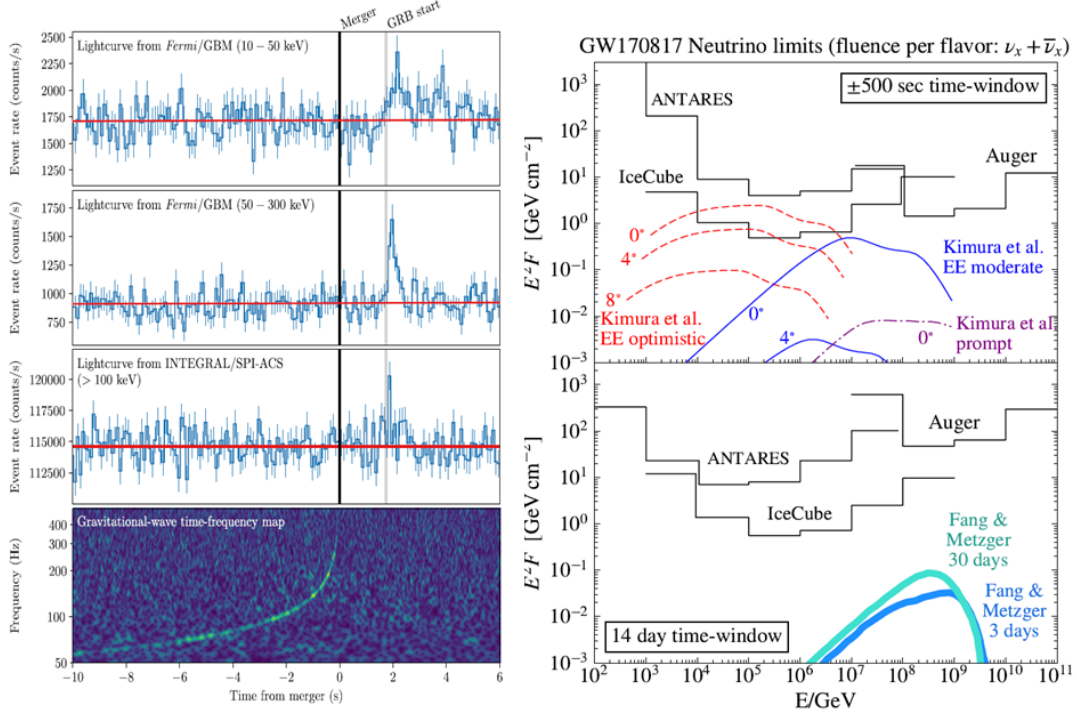 Merger
GRB start
Lightcurve from Fermi/GBM (10 − 50 keV)
Event rate (counts/s)
2500
2250
2000
1750
1500
1250
Lightcurve from Fermi/GBM (50 − 300 keV)
Event rate (counts/s)
1750
1500
1250
1000
750
Lightcurve from INTEGRAL/SPI-ACS
(> 100 keV)
Event rate (counts/s)
120000
117500
115000
112500
Gravitational-wave time-frequency map
Frequency (Hz)
400
300
100
50
−10 −8 −6 −4 −2 0 2 4 6
Time from merger (s)
GW170817 Neutrino limits (fluence per flavor: νₓ + ν̅ₓ)
±500 sec time-window
ANTARES
IceCube
Auger
0°
4°
8°
Kimura et al.
EE optimistic
Kimura et al.
EE moderate
0°
4°
0°
Kimura et al
prompt
E²F [GeV cm⁻²]
10³
10²
10¹
10⁰
10⁻¹
10⁻²
10⁻³
Auger
ANTARES
IceCube
Fang &
Metzger
30 days
Fang &
Metzger
3 days
14 day time-window
E²F [GeV cm⁻²]
10³
10²
10¹
10⁰
10⁻¹
10⁻²
10⁻³
10² 10³ 10⁴ 10⁵ 10⁶ 10⁷ 10⁸ 10⁹ 10¹⁰ 10¹¹
E/GeV